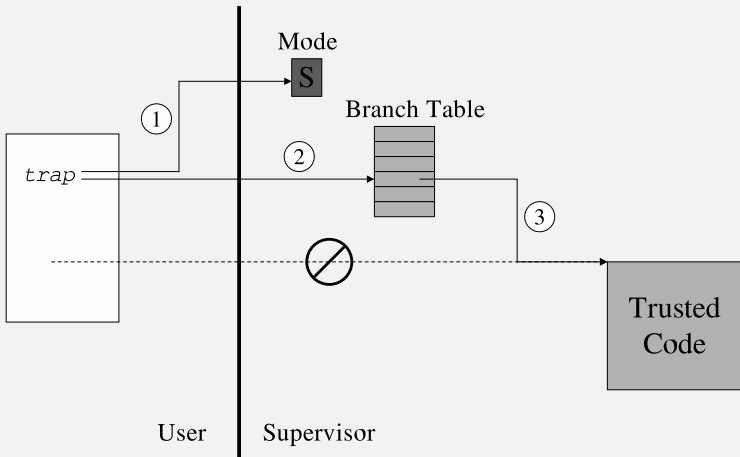 Mode
S
Branch Table
1
2
trap
3
Trusted
Code
User
Supervisor